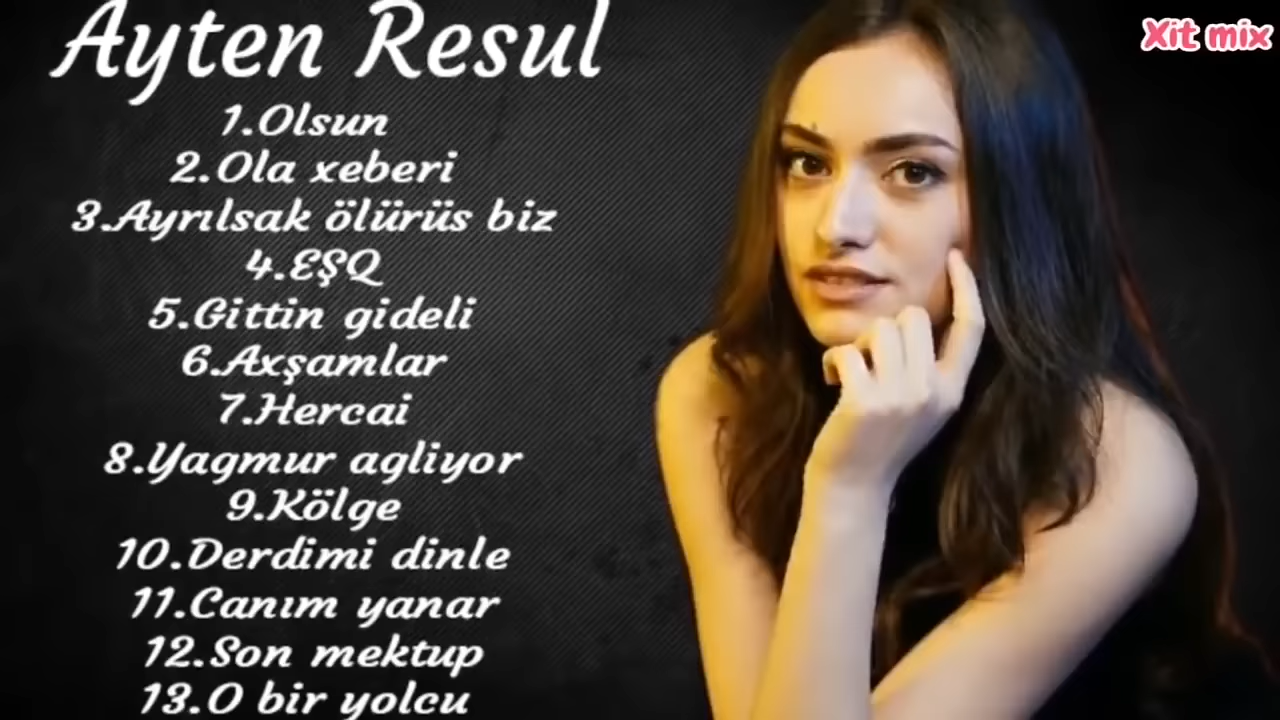 Ayten Resul
Xit mix
1.Olsun
2.Ola xeberi
3.Ayrılsak ölürüs biz
4.EŞQ
5.Gittin gideli
6.Axşamlar
7.Hercai
8.Yagmur agliyor
9.Kölge
10.Derdimi dinle
11.Canım yanar
12.Son mektup
13.O bir yolcu